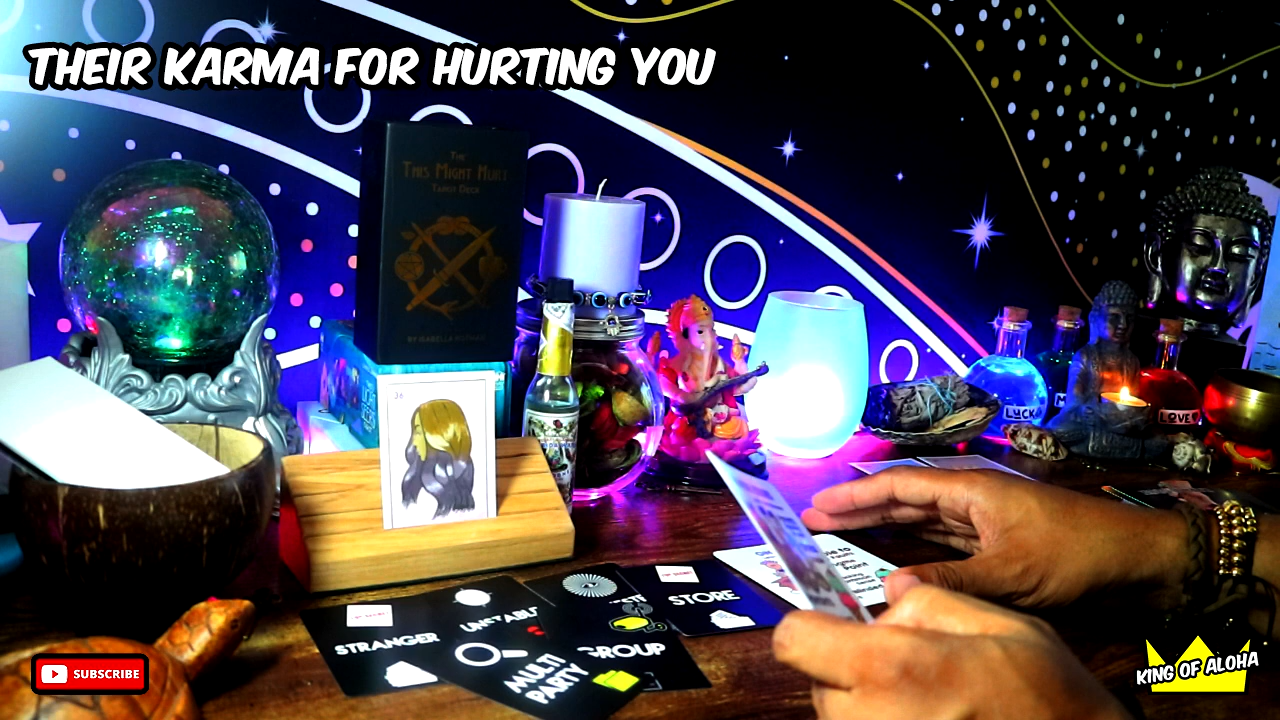 THEIR KARMA FOR HURTING YOU
THE
THIS MIGHT HURT
TAROT DECK
BY ISABELLA ROTMAN
36
LUCK
LOVE
STRANGER
STORE
GROUP
MULTI
PARTY
SUBSCRIBE
KING OF ALOHA